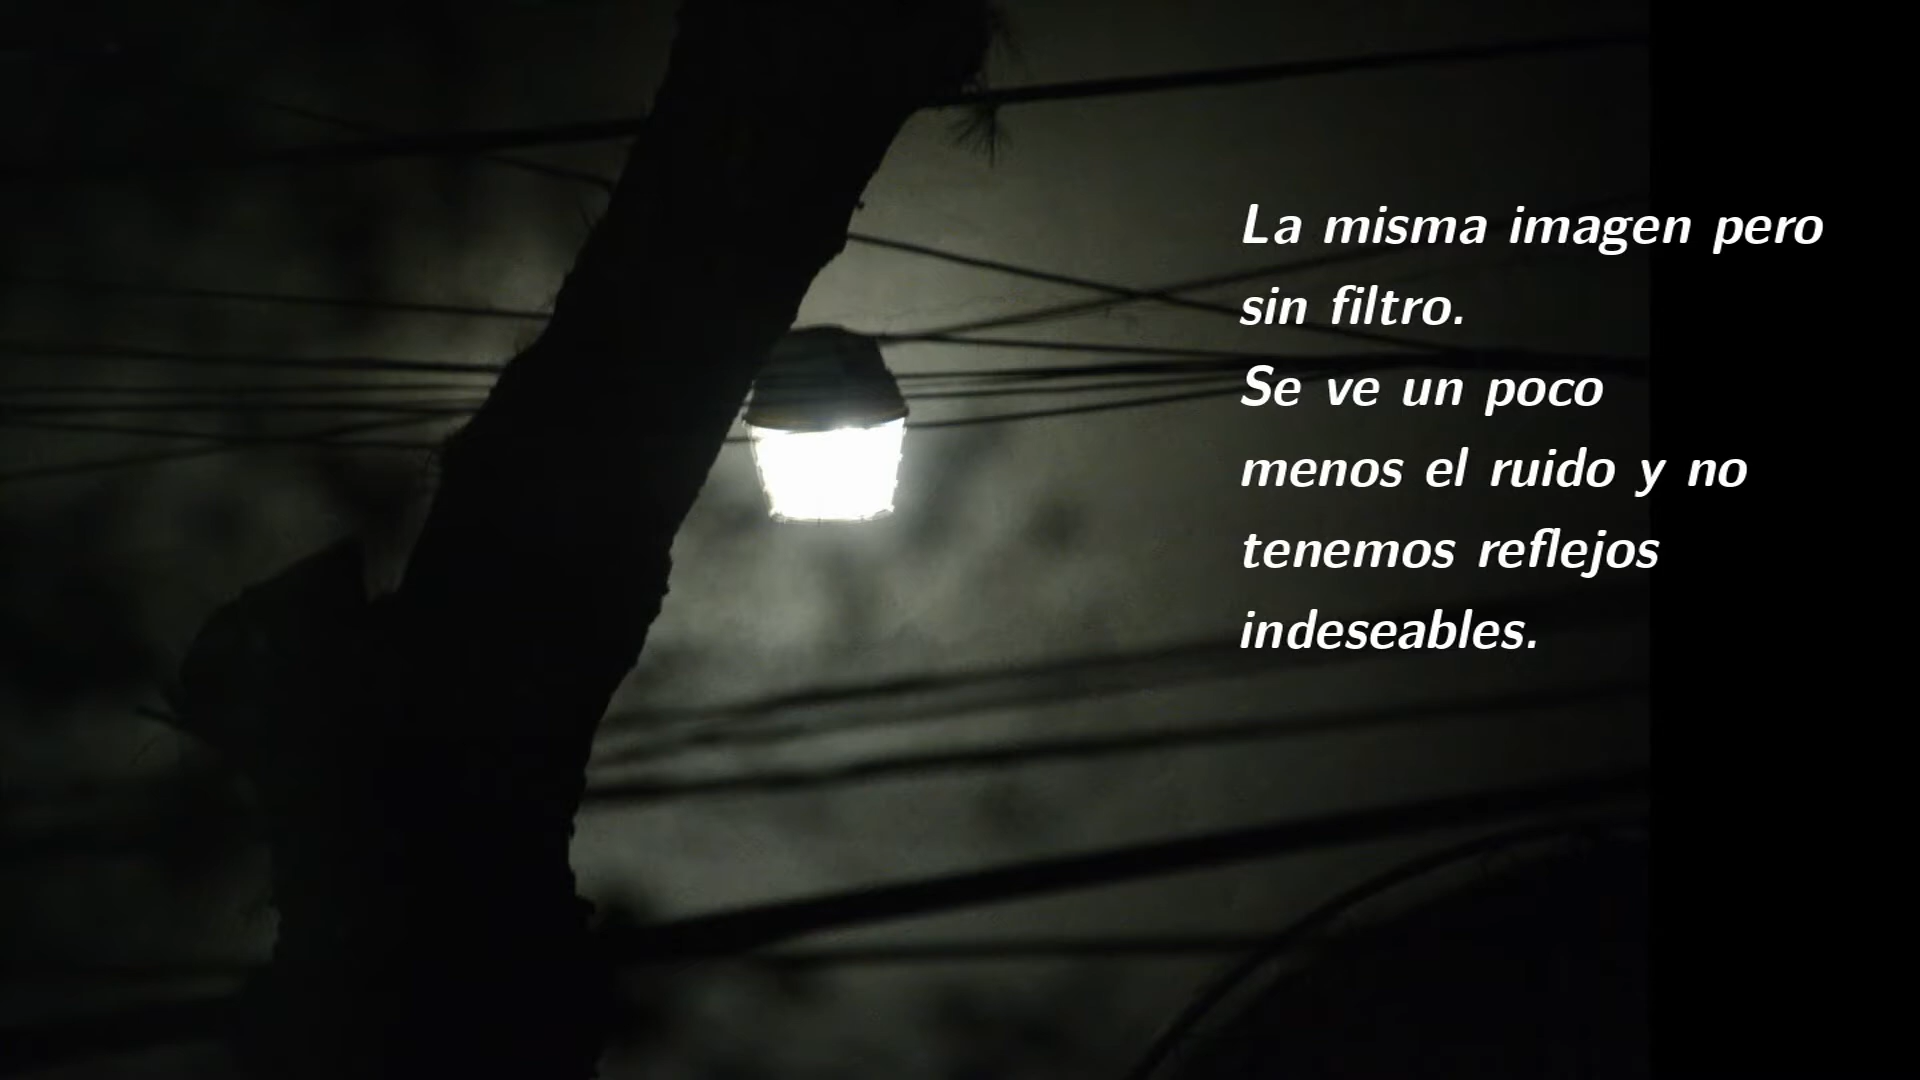 La misma imagen pero
sin filtro.
Se ve un poco
menos el ruido y no
tenemos reflejos
indeseables.